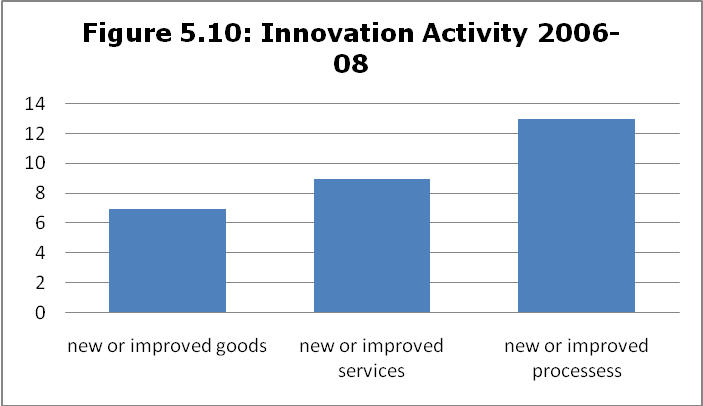 Figure 5.10: Innovation Activity 2006-
08
14
12
10
8
6
4
2
0
new or improved goods
new or improved
services
new or improved
processess